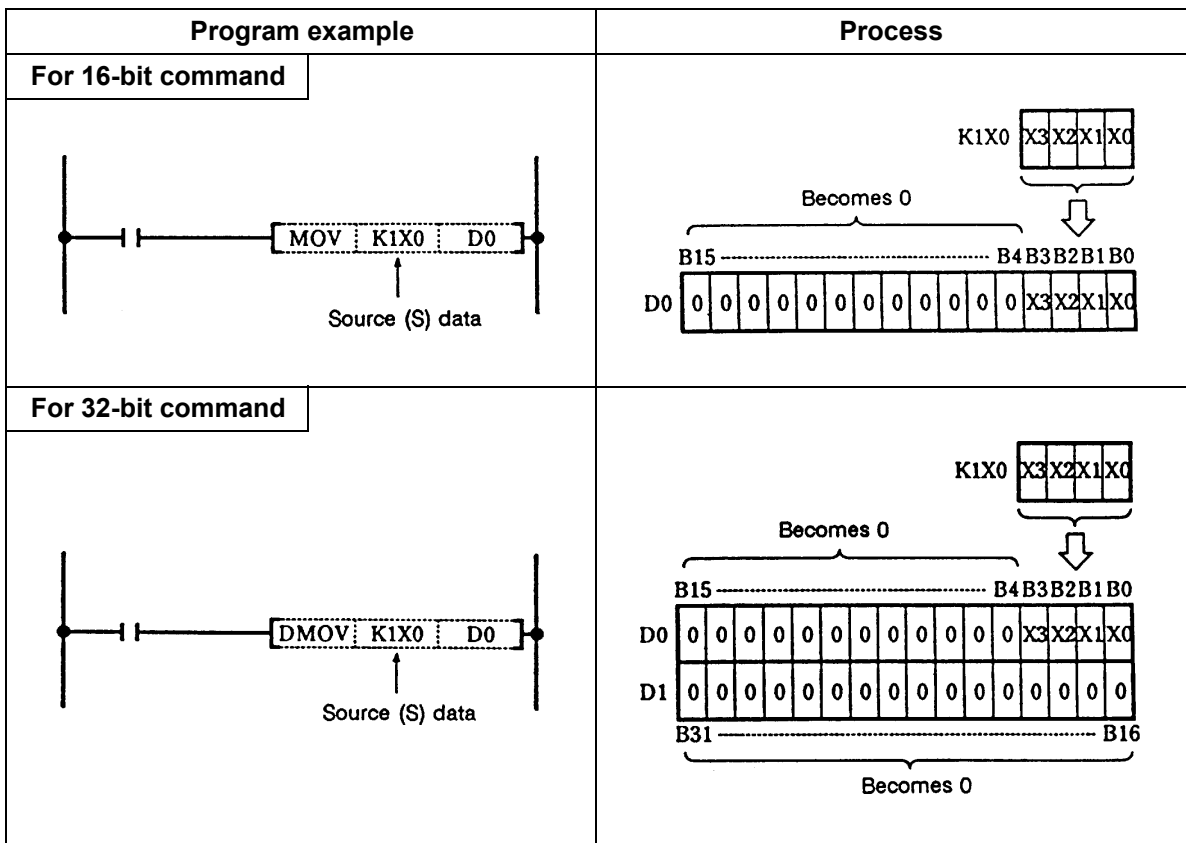 Program example
Process
For 16-bit command
MOV K1X0 D0
Source (S) data
K1X0 X3 X2 X1 X0
Becomes 0
B15 B4 B3 B2 B1 B0
D0 0 0 0 0 0 0 0 0 0 0 0 0 X3 X2 X1 X0
For 32-bit command
DMOV K1X0 D0
Source (S) data
K1X0 X3 X2 X1 X0
Becomes 0
B15 B4 B3 B2 B1 B0
D0 0 0 0 0 0 0 0 0 0 0 0 0 X3 X2 X1 X0
D1 0 0 0 0 0 0 0 0 0 0 0 0 0 0 0 0
B31 B16
Becomes 0